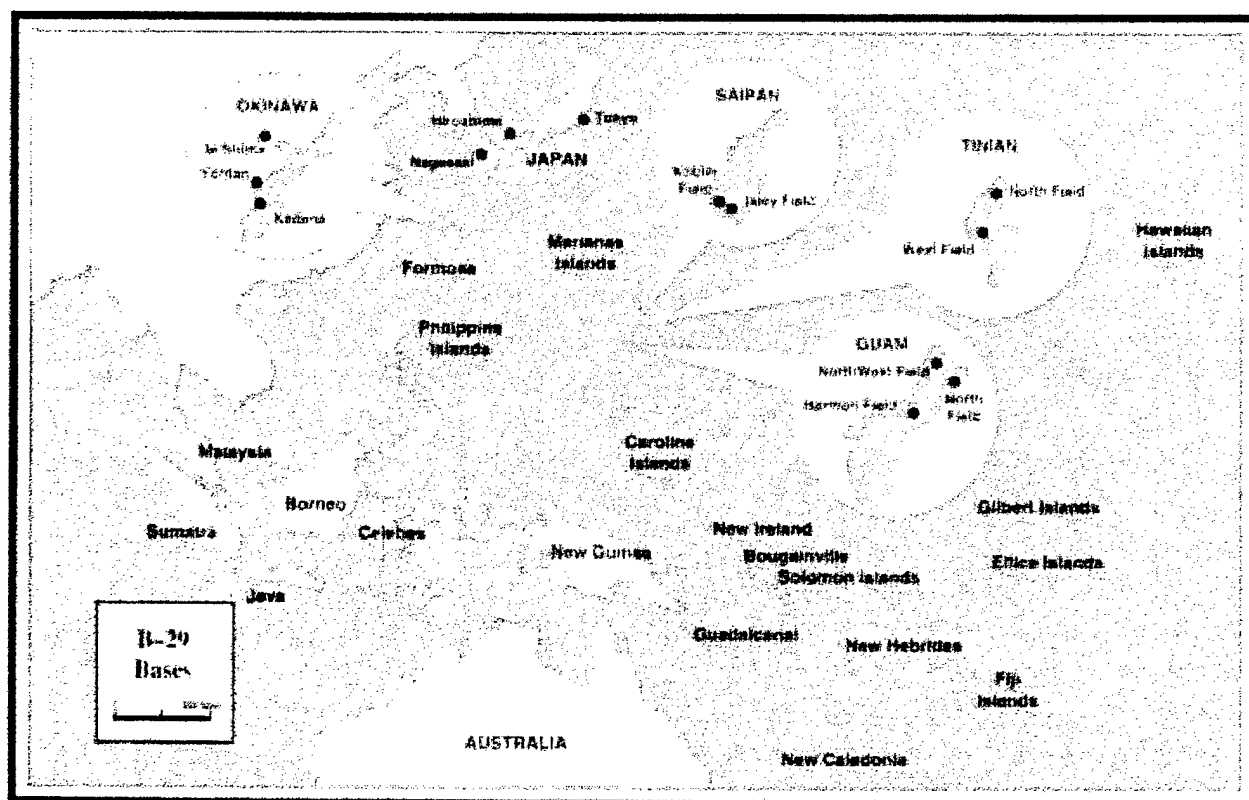 OKINAWA
Kadena
Hiroshima
Nagasaki
Tokyo
JAPAN
SAIPAN
Field
Isley Field
TINIAN
North Field
West Field
Hawaiian
Islands
Formosa
Marianas
Islands
Philippine
Islands
GUAM
NorthWest Field
North
Field
Harmon Field
Malaysia
Caroline
Islands
Borneo
Sumatra
Celebes
New Guinea
New Ireland
Gilbert Islands
Bougainville
Solomon Islands
Ellice Islands
Java
Guadalcanal
New Hebrides
Fiji
Islands
B-29
Bases
AUSTRALIA
New Caledonia